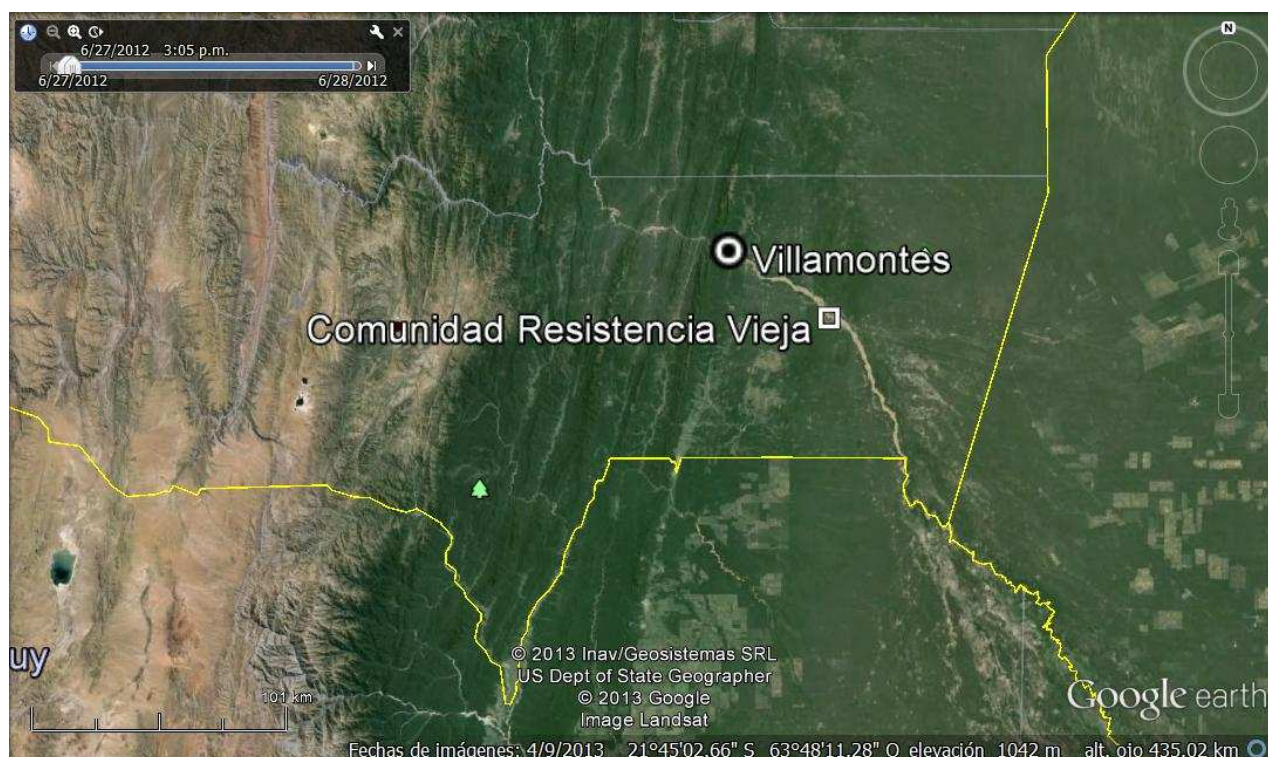 6/27/2012 3:05 p.m.
6/27/2012 6/28/2012
N
Villamontes
Comunidad Resistencia Vieja
uy
101 km
© 2013 Inav/Geosistemas SRL
US Dept of State Geographer
© 2013 Google
Image Landsat
Google earth
Fechas de imágenes: 4/9/2013 21°45'02.66" S 63°48'11.28" O elevación 1042 m alt. ojo 435.02 km